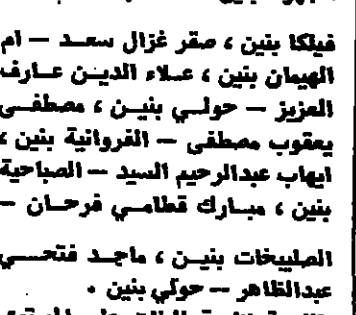 فيلكا بنين ، صقر غزال سعد — ام
الهيمان بنين ، علاء الدين عارف
العزيز — حولي بنين ، مصطفى
يعقوب مصطفى — الفروانية بنين ،
ايهاب عبدالرحيم السيد — الصباحية
بنين ، مبارك قطامي فرحان —
الصليبخات بنين ، ماجد فتحي
عبدالظاهر — حولي بنين .